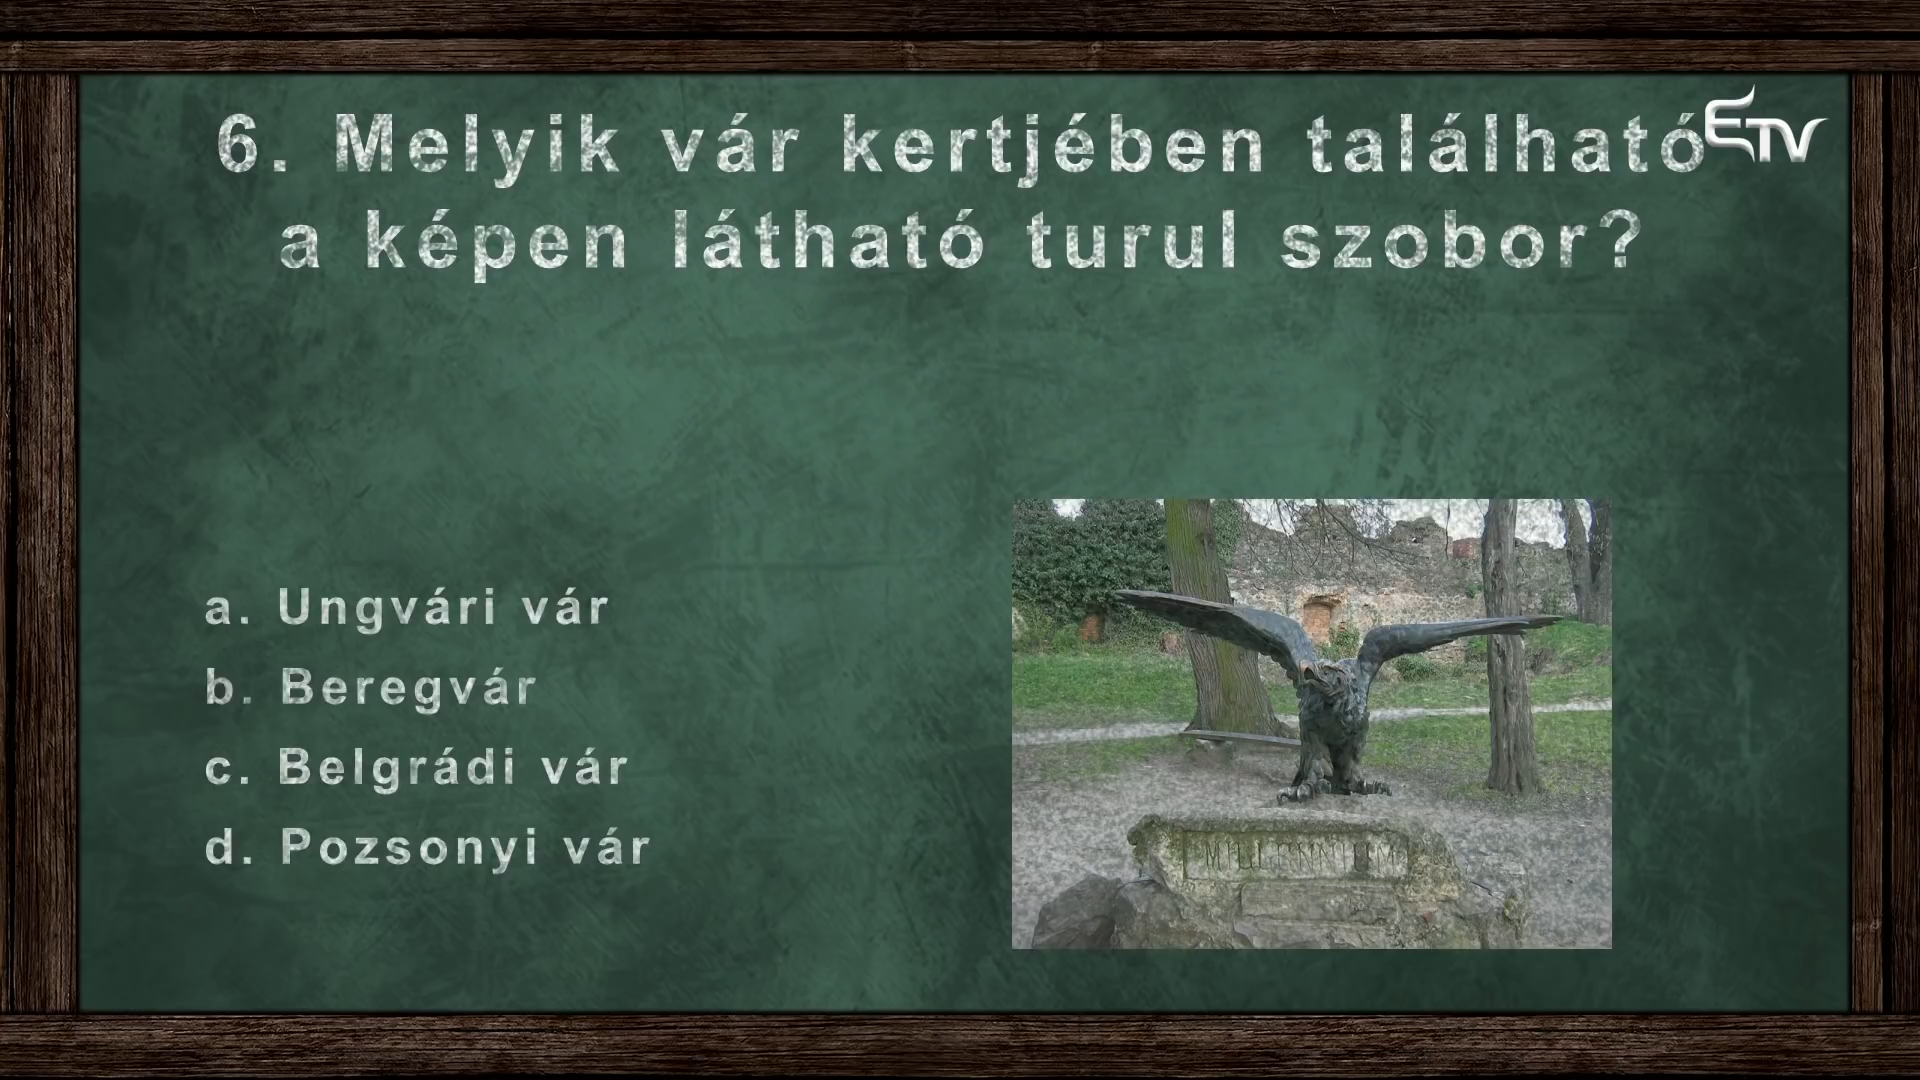 6. Melyik vár kertjében található
a képen látható turul szobor?
ETV
a. Ungvári vár
b. Beregvár
c. Belgrádi vár
d. Pozsonyi vár
MILLENNIUM